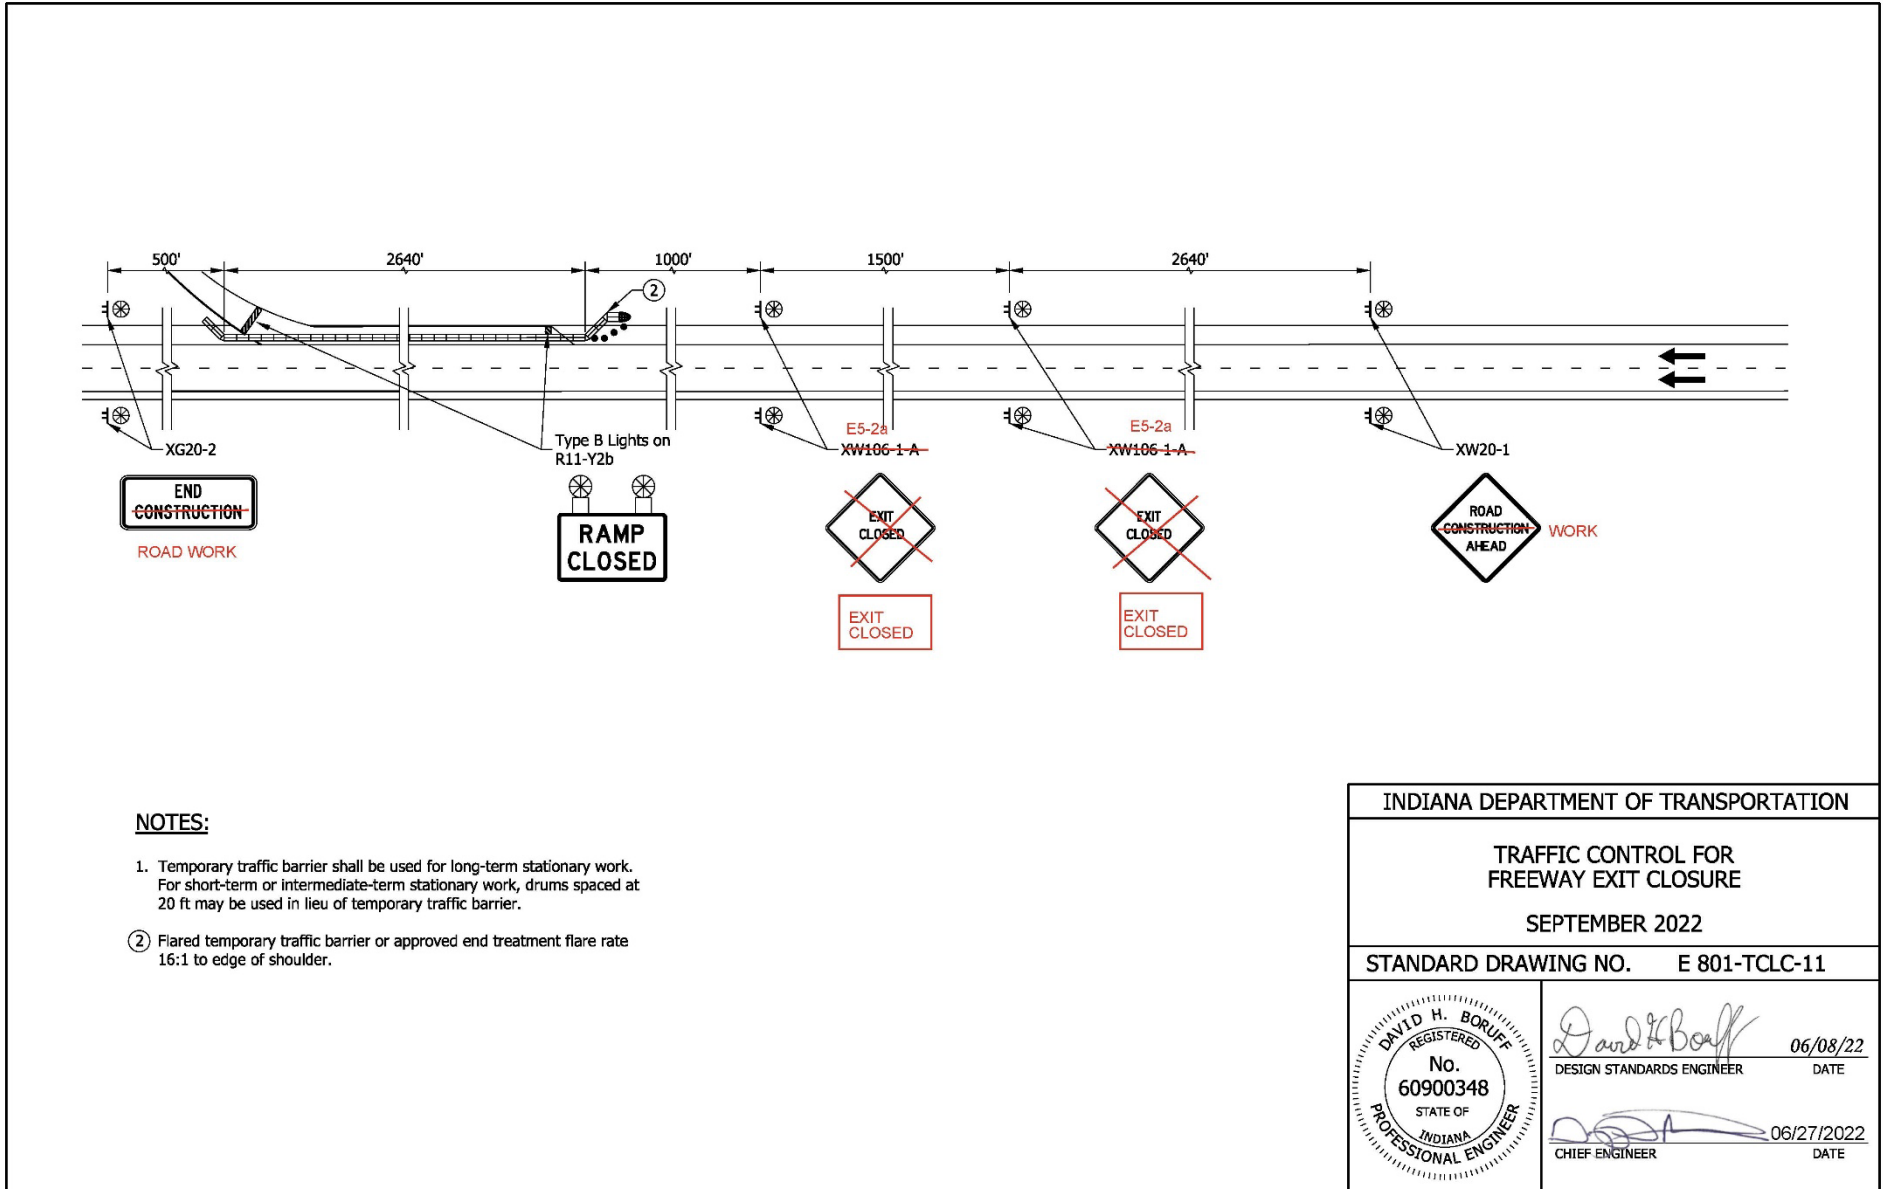 500'
2640'
1000'
1500'
2640'
2
XG20-2
Type B Lights on
R11-Y2b
E5-2a
XW106-1-A
E5-2a
XW106-1-A
XW20-1
END
CONSTRUCTION
ROAD WORK
RAMP
CLOSED
EXIT
CLOSED
EXIT
CLOSED
EXIT
CLOSED
EXIT
CLOSED
ROAD
CONSTRUCTION
AHEAD
WORK
NOTES:
1. Temporary traffic barrier shall be used for long-term stationary work.
For short-term or intermediate-term stationary work, drums spaced at
20 ft may be used in lieu of temporary traffic barrier.
2 Flared temporary traffic barrier or approved end treatment flare rate
16:1 to edge of shoulder.
INDIANA DEPARTMENT OF TRANSPORTATION
TRAFFIC CONTROL FOR
FREEWAY EXIT CLOSURE
SEPTEMBER 2022
STANDARD DRAWING NO. E 801-TCLC-11
DAVID H. BORUFF
REGISTERED
No.
60900348
STATE OF
INDIANA
PROFESSIONAL ENGINEER
David H Boruff
06/08/22
DESIGN STANDARDS ENGINEER DATE
06/27/2022
CHIEF ENGINEER DATE